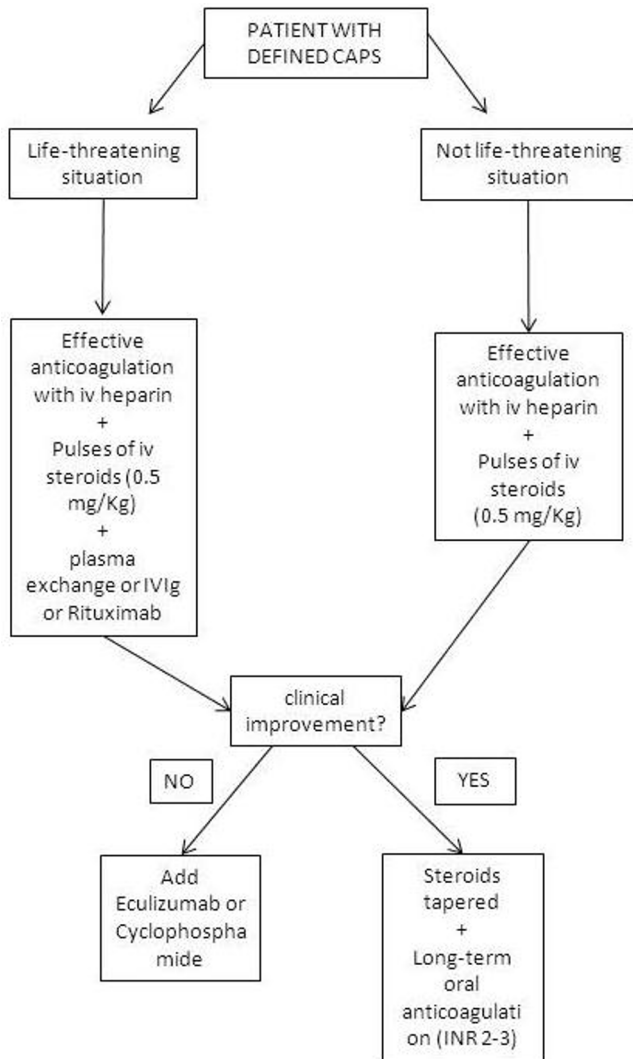 PATIENT WITH
DEFINED CAPS
Life-threatening
situation
Not life-threatening
situation
Effective
anticoagulation
with iv heparin
+
Pulses of iv
steroids (0.5
mg/Kg)
+
plasma
exchange or IVIg
or Rituximab
Effective
anticoagulation
with iv heparin
+
Pulses of iv
steroids
(0.5 mg/Kg)
clinical
improvement?
NO
YES
Add
Eculizumab or
Cyclophospha
mide
Steroids
tapered
+
Long-term
oral
anticoagulati
on (INR 2-3)